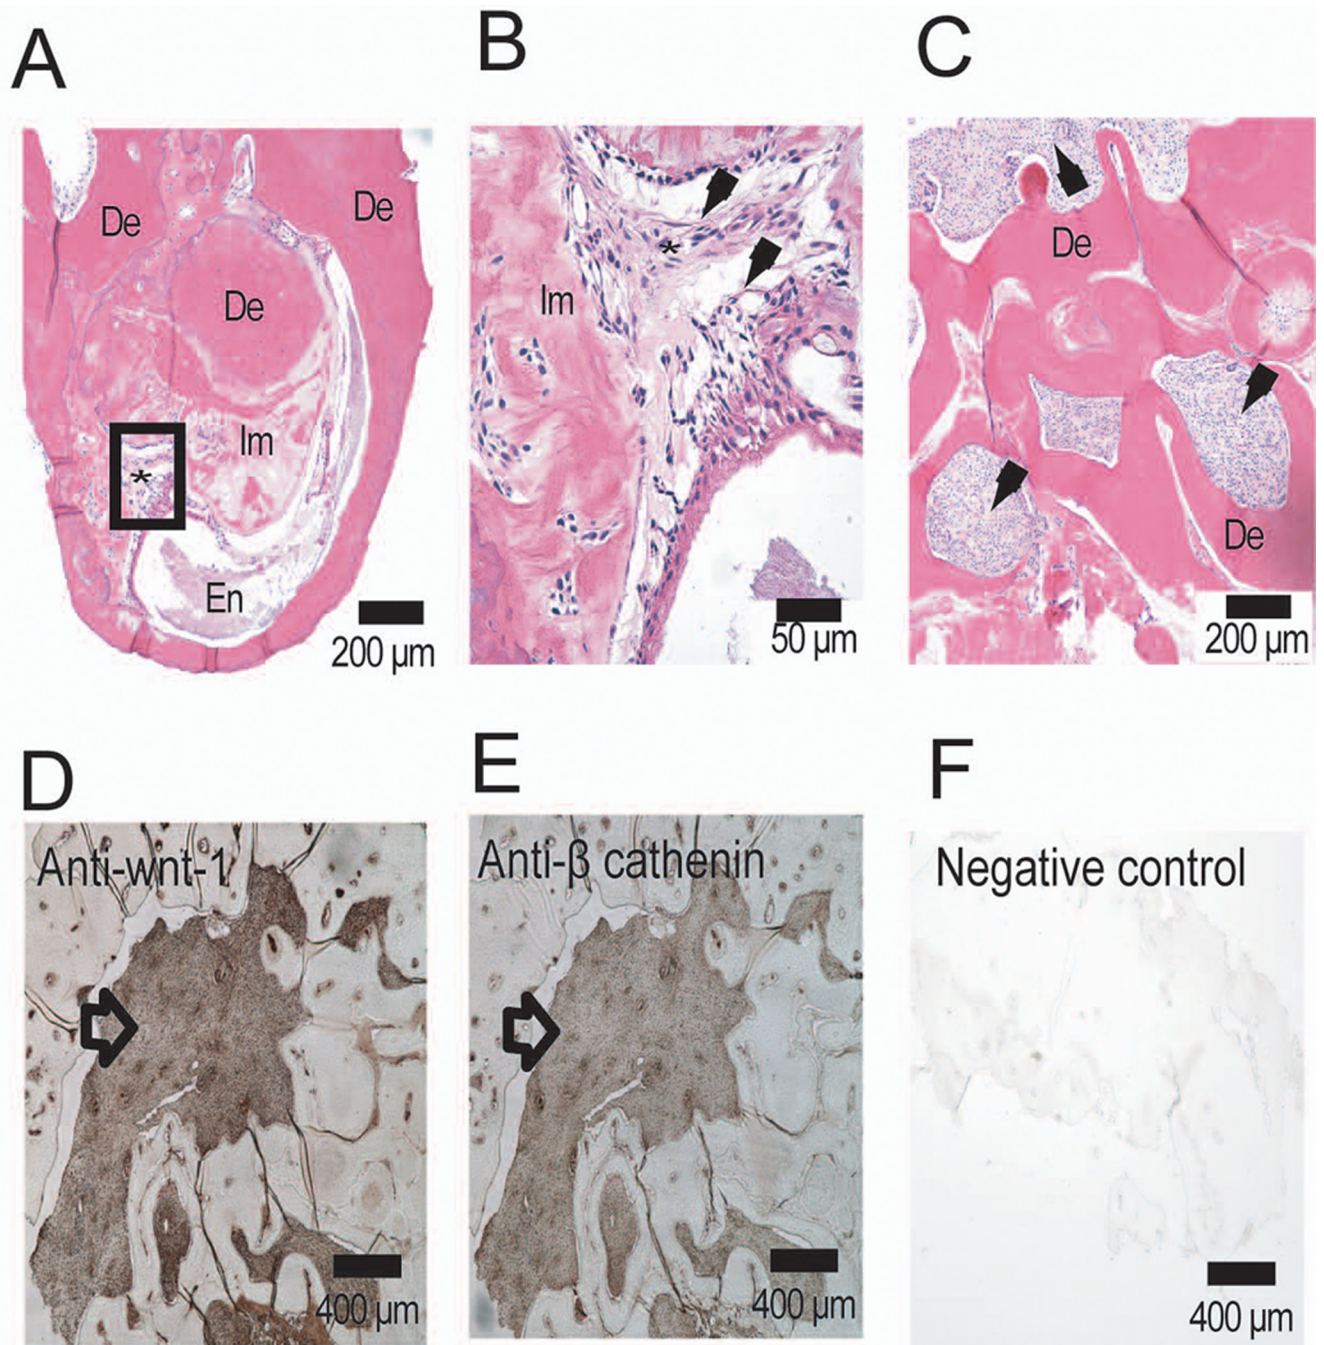 A
B
C
De
De
De
Im
*
En
200 µm
*
Im
50 µm
De
De
200 µm
D
E
F
Anti-wnt-1
Anti-β cathenin
Negative control
400 µm
400 µm
400 µm